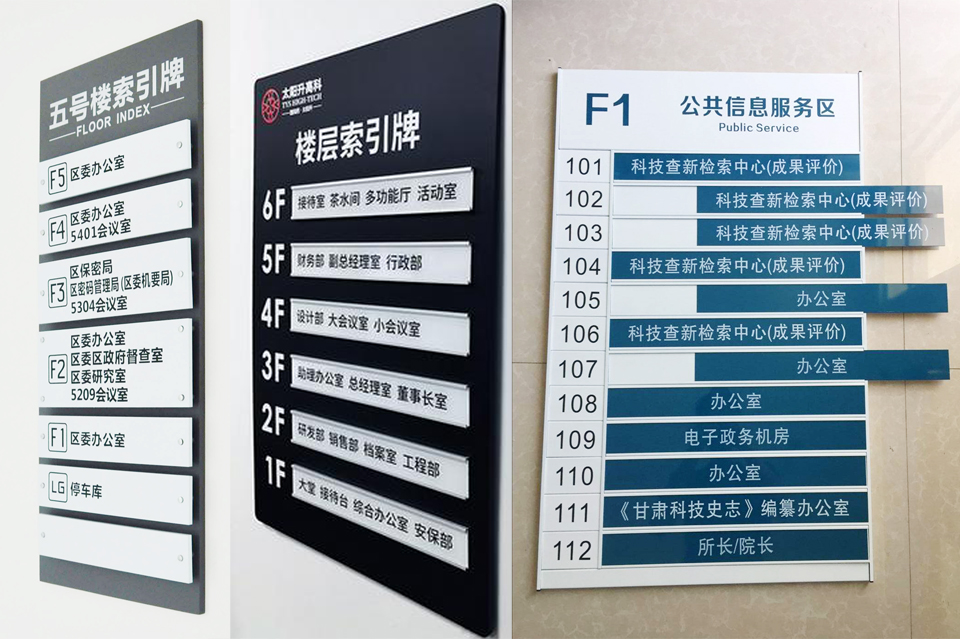 五号楼索引牌
FLOOR INDEX
F5 区委办公室
F4 区委办公室
5401会议室
F3 区保密局
区密码管理局(区委机要局)
5304会议室
F2 区委办公室
区委区政府督查室
区委研究室
5209会议室
F1 区委办公室
LG 停车库
太阳升高科
TYS HIGH-TECH
楼层索引牌
6F 接待室 茶水间 多功能厅 活动室
5F 财务部 副总经理室 行政部
4F 设计部 大会议室 小会议室
3F 助理办公室 总经理室 董事长室
2F 研发部 销售部 档案室 工程部
1F 大堂 接待台 综合办公室 安保部
F1 公共信息服务区
Public Service
101 科技查新检索中心(成果评价)
102 科技查新检索中心(成果评价)
103 科技查新检索中心(成果评价)
104 科技查新检索中心(成果评价)
105 办公室
106 科技查新检索中心(成果评价)
107 办公室
108 办公室
109 电子政务机房
110 办公室
111 《甘肃科技史志》编纂办公室
112 所长/院长